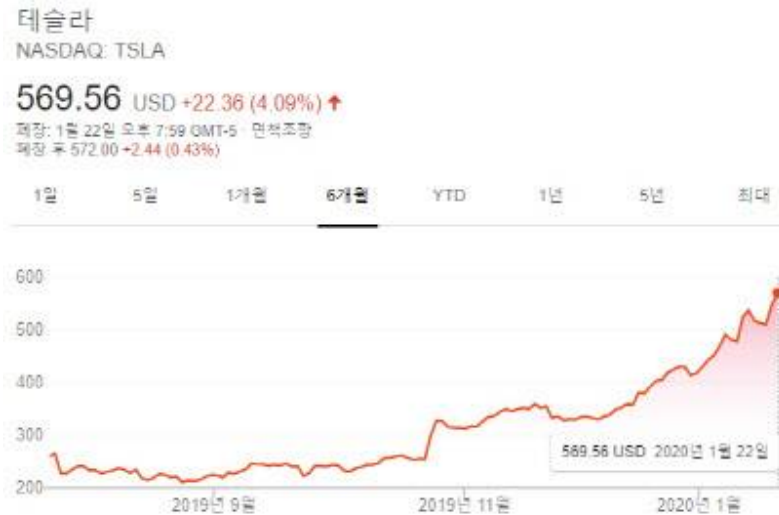 테슬라
NASDAQ: TSLA
569.56 USD +22.36 (4.09%) ↑
폐장: 1월 22일 오후 7:59 GMT-5 · 면책조항
폐장 후 572.00 +2.44 (0.43%)
1일 5일 1개월 6개월 YTD 1년 5년 최대
600
500
400
300
569.56 USD 2020년 1월 22일
200
2019년 9월 2019년 11월 2020년 1월